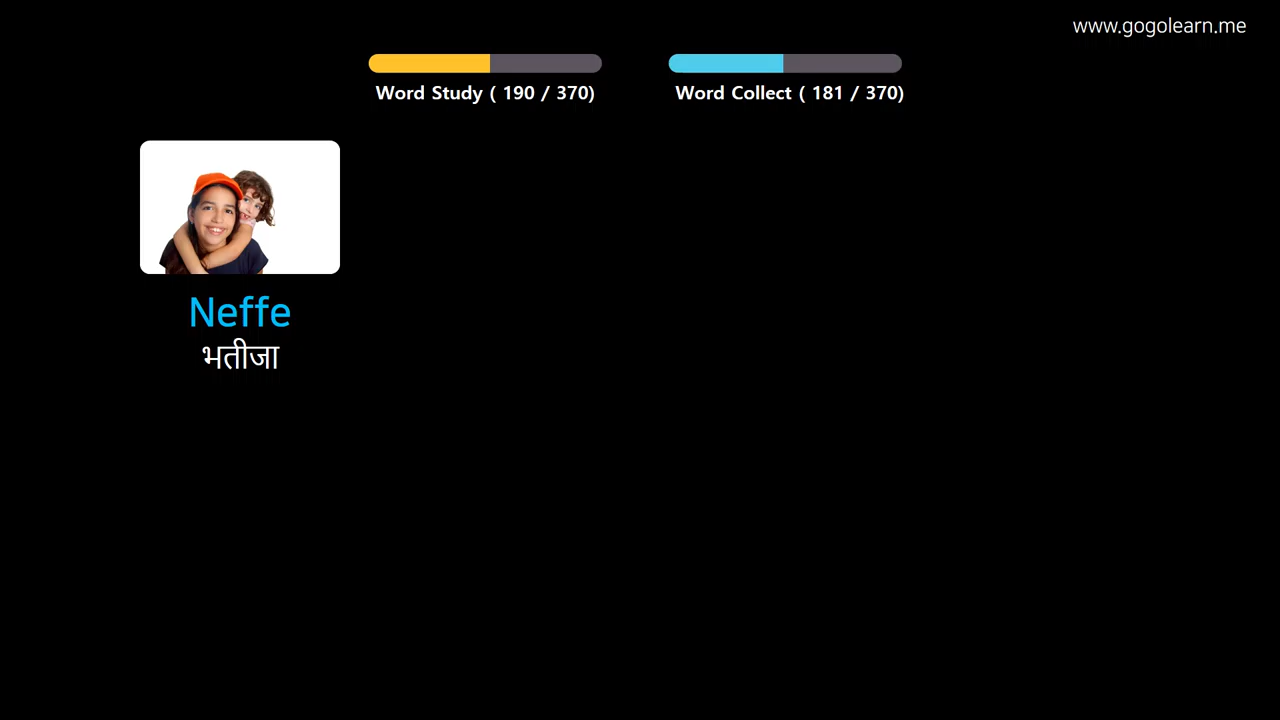 www.gogolearn.me
Word Study ( 190 / 370)
Word Collect ( 181 / 370)
Neffe
भतीजा